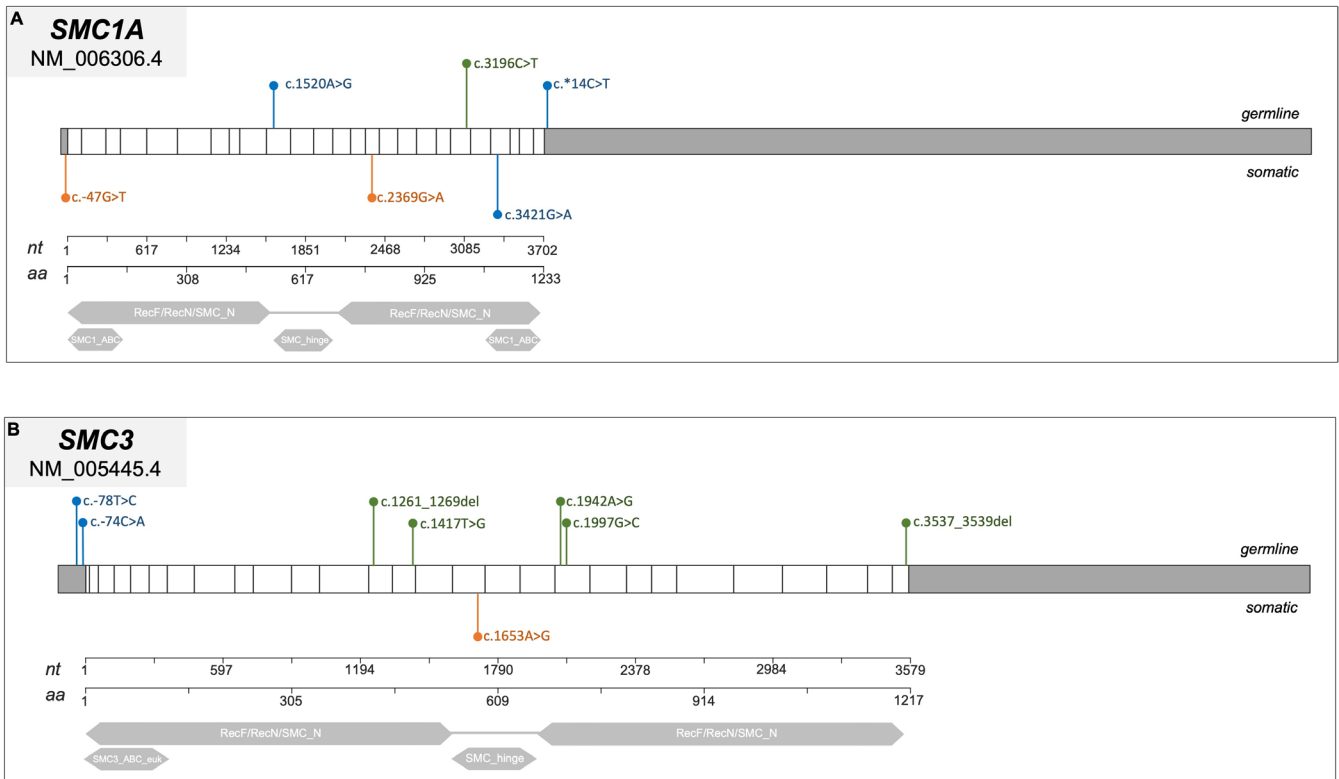 A
SMC1A
NM_006306.4
c.3196C>T
c.1520A>G
c.*14C>T
germline
somatic
c.-47G>T
c.2369G>A
c.3421G>A
nt
1 617 1234 1851 2468 3085 3702
aa
1 308 617 925 1233
RecF/RecN/SMC_N
RecF/RecN/SMC_N
SMC1_ABC
SMC_hinge
SMC1_ABC
B
SMC3
NM_005445.4
c.-78T>C
c.-74C>A
c.1261_1269del
c.1417T>G
c.1942A>G
c.1997G>C
c.3537_3539del
germline
somatic
c.1653A>G
nt
1 597 1194 1790 2378 2984 3579
aa
1 305 609 914 1217
RecF/RecN/SMC_N
RecF/RecN/SMC_N
SMC3_ABC_euk
SMC_hinge